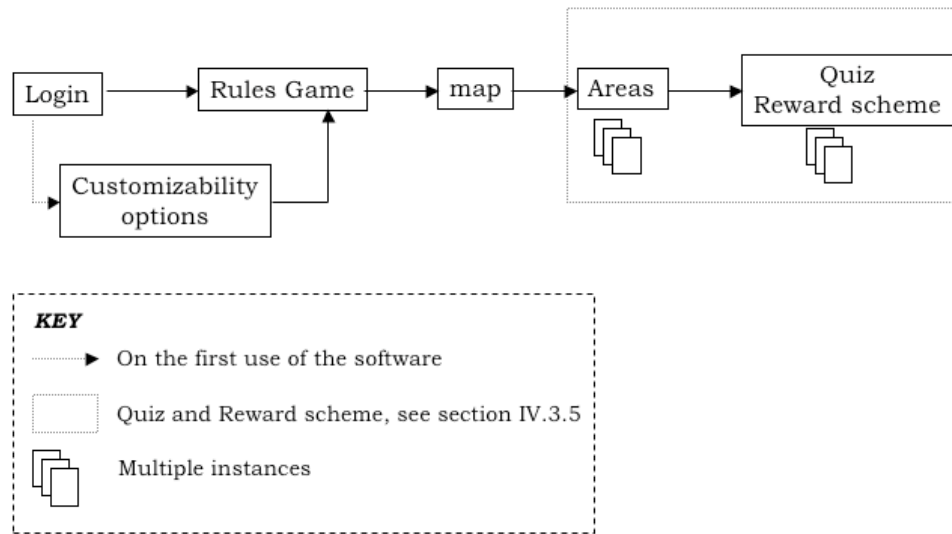 Login
Rules Game
map
Areas
Quiz
Reward scheme
Customizability
options
KEY
On the first use of the software
Quiz and Reward scheme, see section IV.3.5
Multiple instances